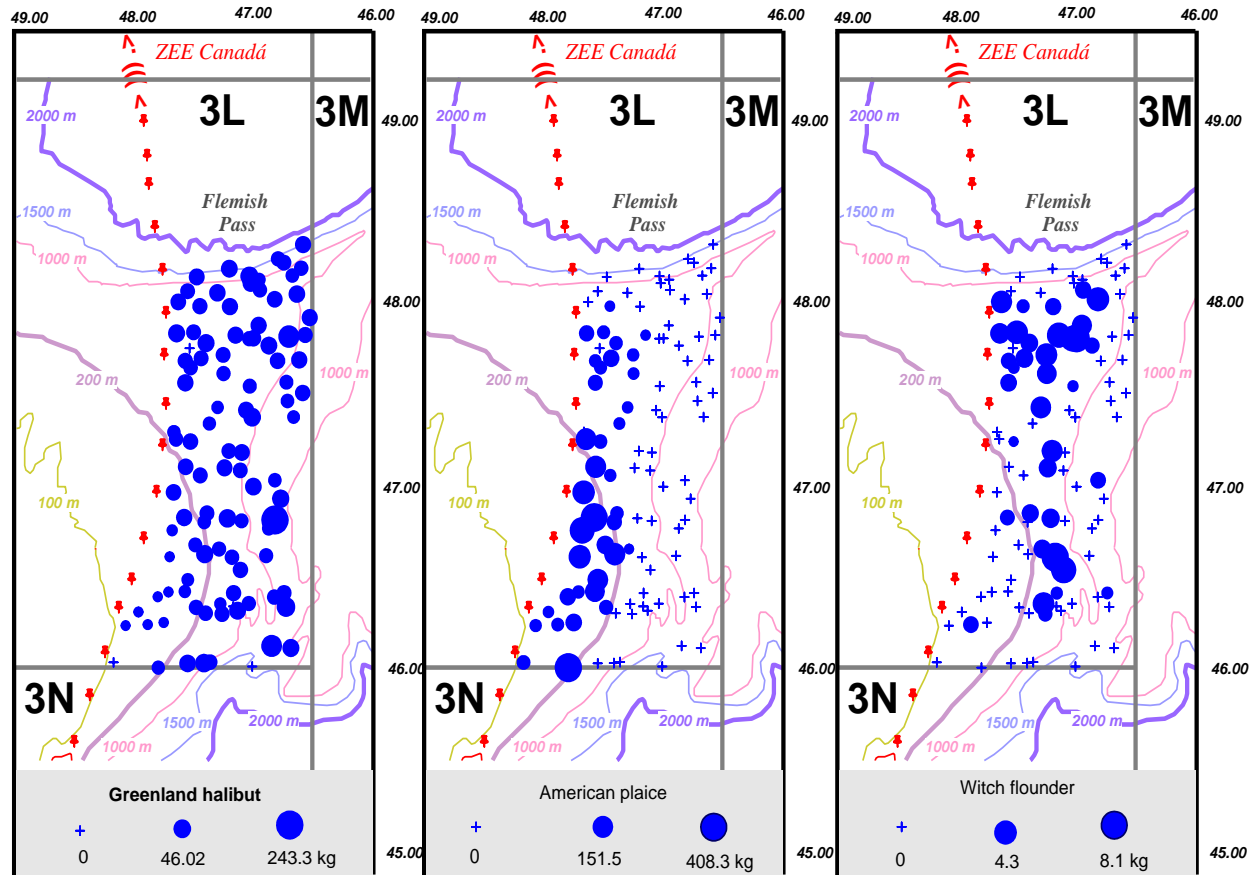 49.00 48.00 47.00 46.00 49.00 48.00 47.00 46.00 49.00 48.00 47.00 46.00
ZEE Canadá ZEE Canadá ZEE Canadá
3L 3M 3L 3M 3L 3M
2000 m 49.00 2000 m 49.00 2000 m 49.00
Flemish Flemish Flemish
Pass Pass Pass
1500 m 1500 m 1500 m
1000 m 1000 m 1000 m
48.00 48.00 48.00
200 m 1000 m 200 m 1000 m 200 m 1000 m
100 m 47.00 100 m 47.00 100 m 47.00
46.00 46.00 46.00
3N 3N 3N
1500 m 2000 m 1500 m 2000 m 1500 m 2000 m
1000 m 1000 m 1000 m
Greenland halibut American plaice Witch flounder
0 46.02 243.3 kg 0 151.5 408.3 kg 0 4.3 8.1 kg
45.00 45.00 45.00